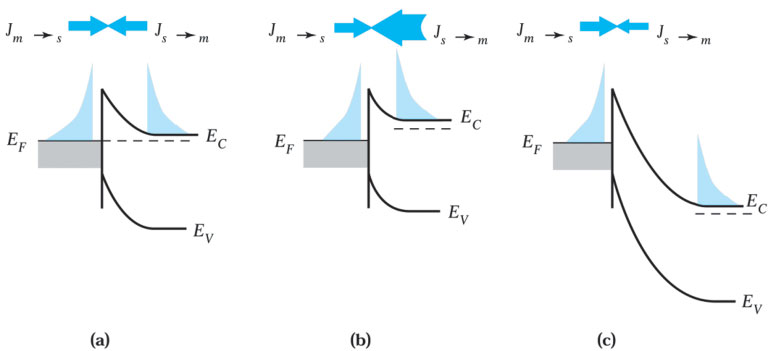 J_m → s J_s → m
J_m → s J_s → m
J_m → s J_s → m
E_F E_C
E_V
E_F E_C
E_V
E_F E_C
E_V
(a) (b) (c)